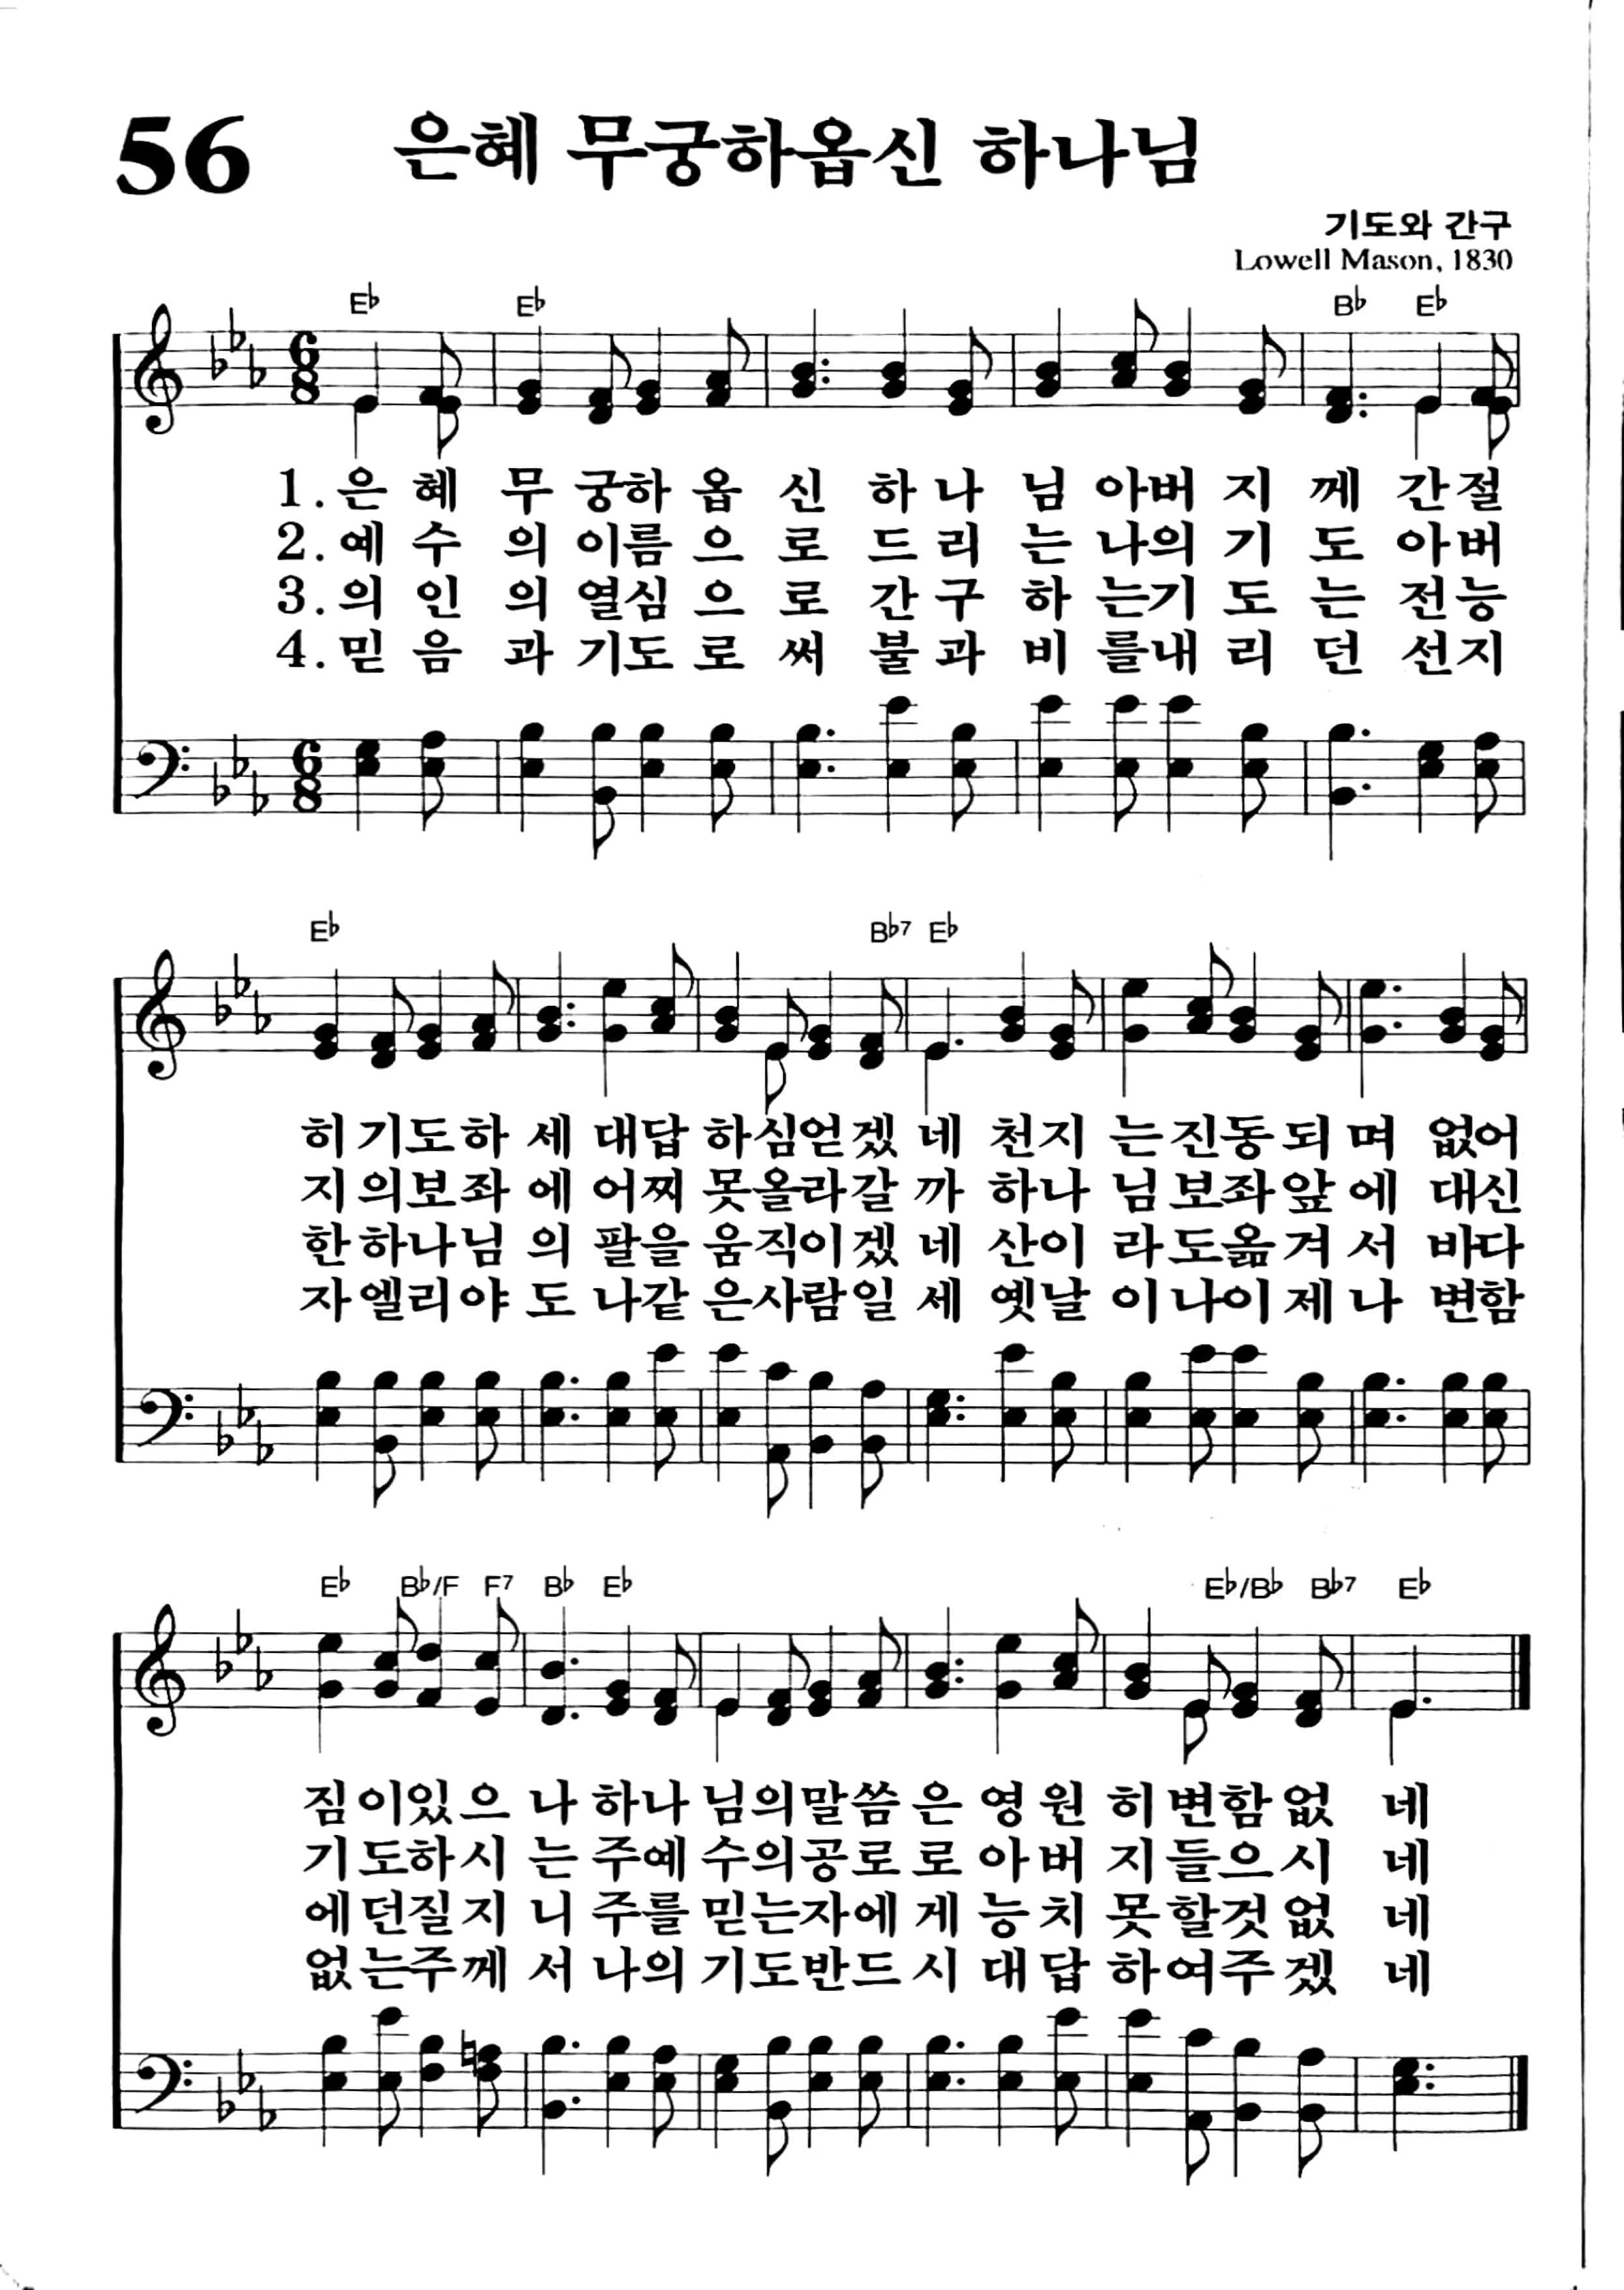 56 은혜 무궁하옵신 하나님
기도와 간구
Lowell Mason, 1830
E♭ E♭ B♭ E♭
1. 은 혜 무 궁하 옵 신 하 나 님 아버 지 께 간절
2. 예 수 의 이름 으 로 드 리 는 나의 기 도 아버
3. 의 인 의 열심 으 로 간 구 하 는기 도 는 전능
4. 믿 음 과 기도 로 써 불 과 비 를내 리 던 선지
E♭ B♭7 E♭
히 기도하 세 대답 하심얻겠 네 천지 는진동되 며 없어
지 의보좌 에 어찌 못올라갈 까 하나 님보좌앞 에 대신
한 하나님 의 팔을 움직이겠 네 산이 라도옮겨 서 바다
자 엘리야 도 나같 은사람일 세 옛날 이나이제 나 변함
E♭ B♭/F F7 B♭ E♭ E♭/B♭ B♭7 E♭
짐이있으 나 하나 님의말씀 은 영원 히변함없 네
기도하시 는 주예 수의공로 로 아버 지들으시 네
에던질지 니 주를 믿는자에 게 능치 못할것없 네
없는주께 서 나의 기도반드 시 대답 하여주겠 네